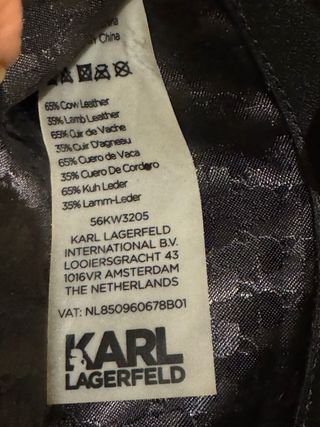 China
65% Cow Leather
35% Lamb Leather
65% Cuir de Vache
35% Cuir D'agneau
65% Cuero de Vaca
35% Cuero De Cordero
65% Kuh Leder
35% Lamm-Leder
56KW3205
KARL LAGERFELD
INTERNATIONAL B.V.
LOOIERSGRACHT 43
1016VR AMSTERDAM
THE NETHERLANDS
VAT: NL850960678B01
KARL
LAGERFELD